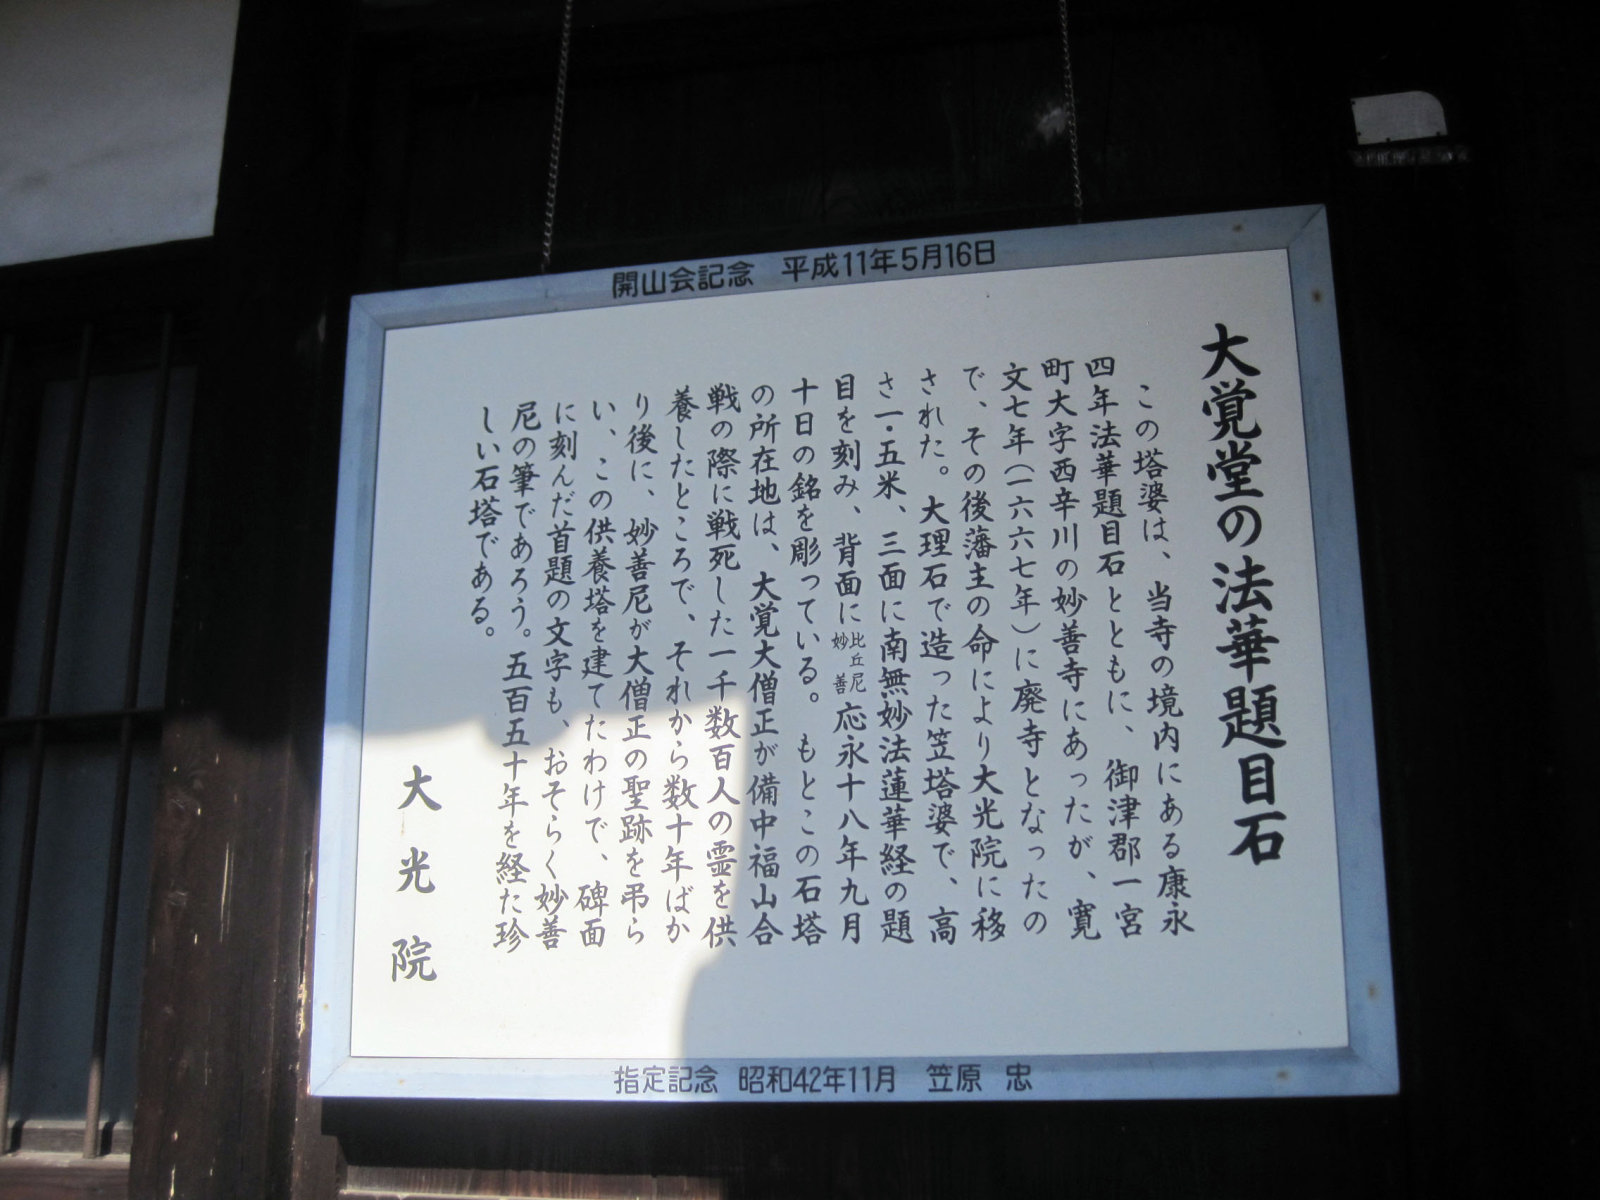 開山会記念　平成11年5月16日
大覚堂の法華題目石
この塔婆は、当寺の境内にある康永
四年法華題目石とともに、御津郡一宮
町大字西辛川の妙善寺にあったが、寛
文七年（一六六七年）に廃寺となったの
で、その後藩主の命により大光院に移
された。大理石で造った笠塔婆で、高
さ一・五米、三面に南無妙法蓮華経の題
目を刻み、背面に比丘尼妙善応永十八年九月
十日の銘を彫っている。もとこの石塔
の所在地は、大覚大僧正が備中福山合
戦の際に戦死した一千数百人の霊を供
養したところで、それから数十年ばか
り後に、妙善尼が大僧正の聖跡を弔ら
い、この供養塔を建てたわけで、碑面
に刻んだ首題の文字も、おそらく妙善
尼の筆であろう。五百五十年を経た珍
しい石塔である。
大光院
指定記念　昭和42年11月　笠原　忠